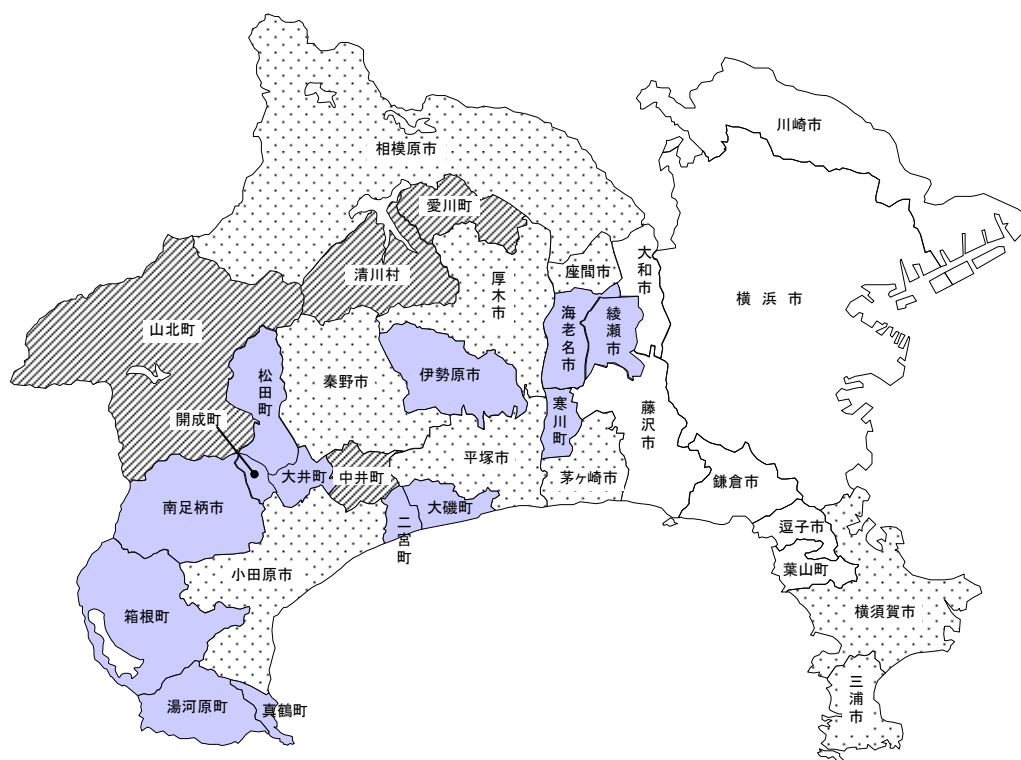 川崎市
相模原市
愛川町
大和市
座間市
清川村
厚木市
横浜市
山北町
海老名市
綾瀬市
松田町
秦野市
伊勢原市
開成町
寒川町
藤沢市
平塚市
大井町
中井町
茅ヶ崎市
鎌倉市
南足柄市
大磯町
二宮町
逗子市
小田原市
葉山町
箱根町
横須賀市
三浦市
湯河原町
真鶴町